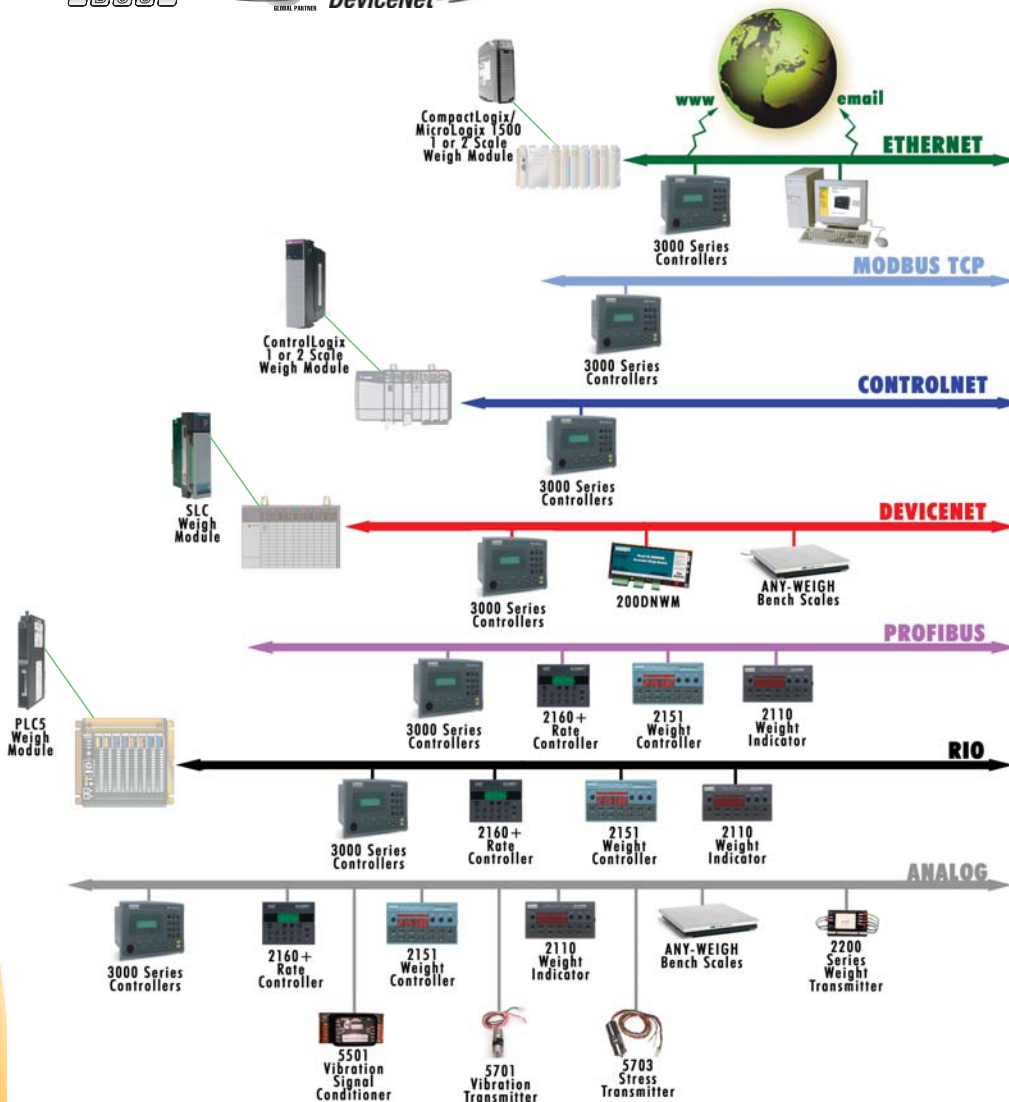 GLOBAL PARTNER
DeviceNet
www
email
CompactLogix/
MicroLogix 1500
1 or 2 Scale
Weigh Module
ETHERNET
3000 Series
Controllers
MODBUS TCP
3000 Series
Controllers
ControlLogix
1 or 2 Scale
Weigh Module
CONTROLNET
3000 Series
Controllers
SLC
Weigh
Module
DEVICENET
3000 Series
Controllers
200DNWM
ANY-WEIGH
Bench Scales
PROFIBUS
3000 Series
Controllers
2160+
Rate
Controller
2151
Weight
Controller
2110
Weight
Indicator
PLC5
Weigh
Module
RIO
3000 Series
Controllers
2160+
Rate
Controller
2151
Weight
Controller
2110
Weight
Indicator
ANALOG
3000 Series
Controllers
2160+
Rate
Controller
2151
Weight
Controller
2110
Weight
Indicator
ANY-WEIGH
Bench Scales
2200
Series
Weight
Transmitter
5501
Vibration
Signal
Conditioner
5701
Vibration
Transmitter
5703
Stress
Transmitter